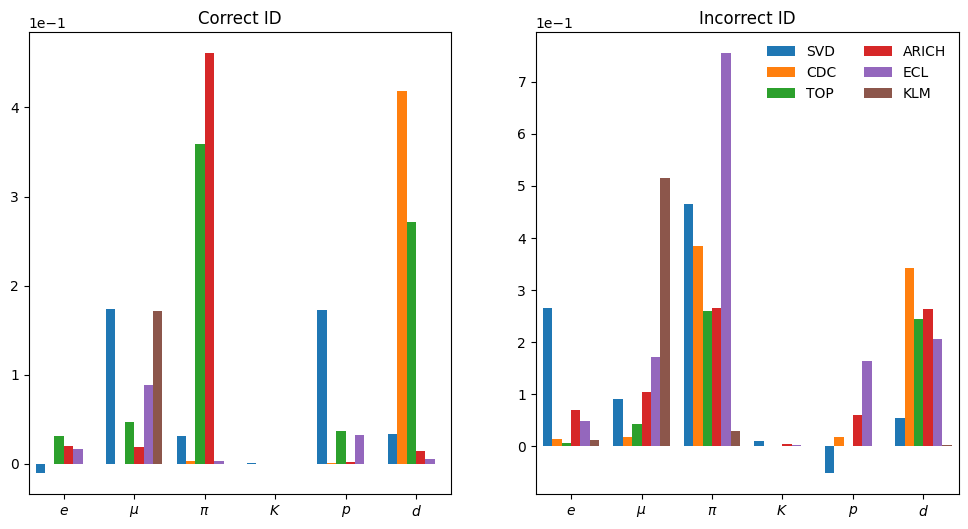 Correct ID
1e−1
4
3
2
1
0
e μ π K p d
Incorrect ID
1e−1
7
6
5
4
3
2
1
0
SVD
CDC
TOP
ARICH
ECL
KLM
e μ π K p d